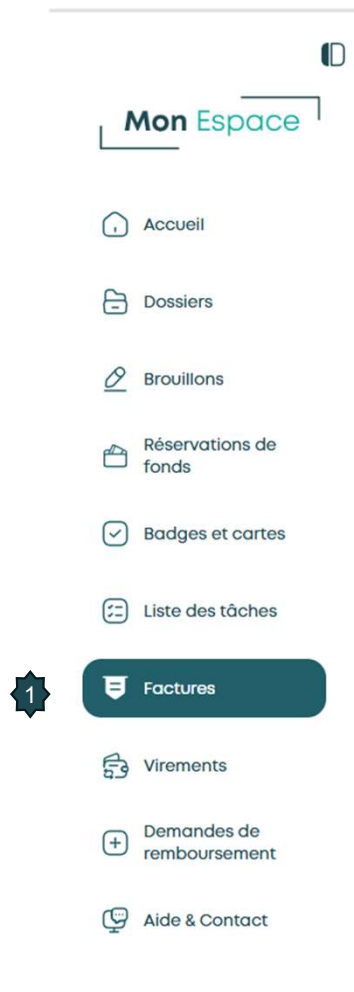 Mon Espace
Accueil
Dossiers
Brouillons
Réservations de
fonds
Badges et cartes
Liste des tâches
1
Factures
Virements
Demandes de
remboursement
Aide & Contact